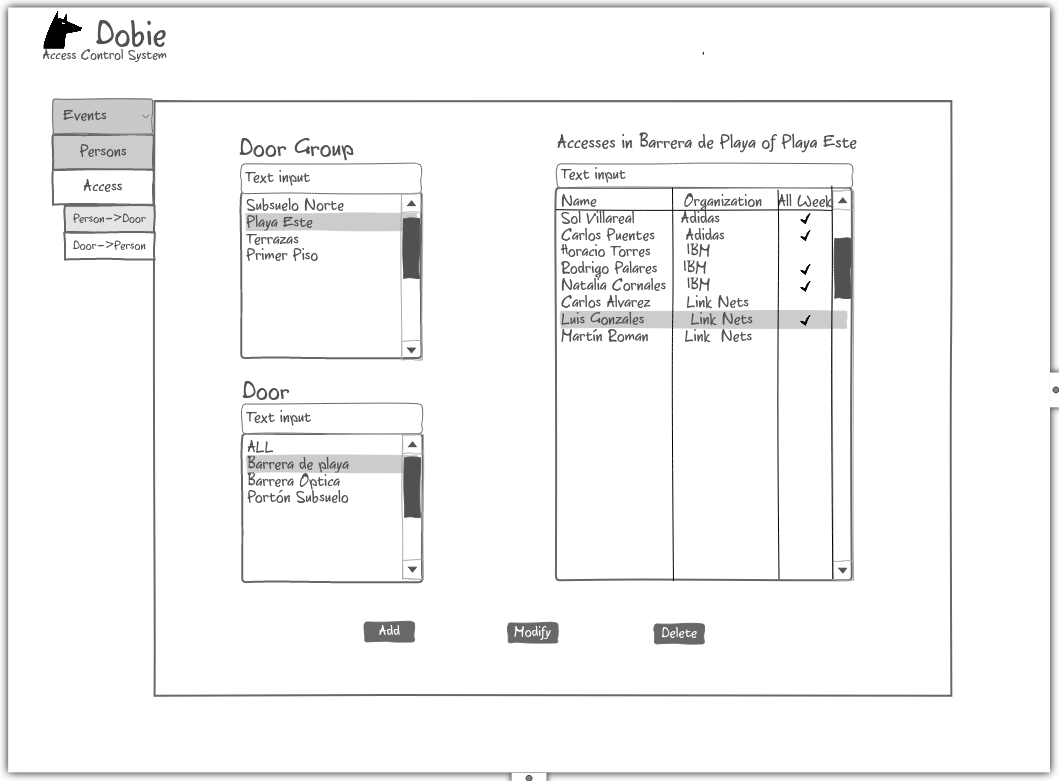 Dobie
Access Control System
Events
Persons
Access
Person->Door
Door->Person
Door Group
Text input
Subsuelo Norte
Playa Este
Terrazas
Primer Piso
Door
Text input
ALL
Barrera de playa
Barrera Optica
Portón Subsuelo
Accesses in Barrera de Playa of Playa Este
Text input
Name Organization All Week
Sol Villareal Adidas ✓
Carlos Puentes Adidas ✓
Horacio Torres IBM
Rodrigo Palares IBM ✓
Natalia Cornales IBM ✓
Carlos Alvarez Link Nets
Luis Gonzales Link Nets ✓
Martín Roman Link Nets
Add Modify Delete